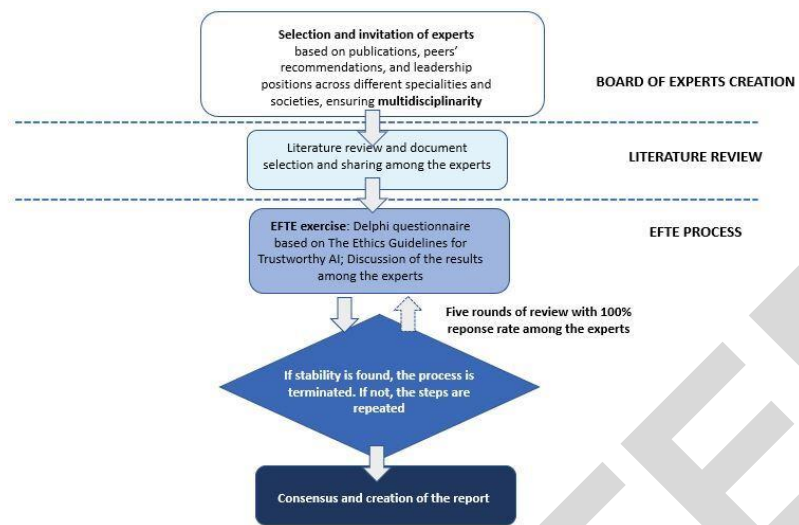 Selection and invitation of experts
based on publications, peers'
recommendations, and leadership
positions across different specialities and
societies, ensuring multidisciplinarity
BOARD OF EXPERTS CREATION
Literature review and document
selection and sharing among the experts
LITERATURE REVIEW
EFTE exercise: Delphi questionnaire
based on The Ethics Guidelines for
Trustworthy AI; Discussion of the results
among the experts
EFTE PROCESS
Five rounds of review with 100%
reponse rate among the experts
If stability is found, the process is
terminated. If not, the steps are
repeated
Consensus and creation of the report